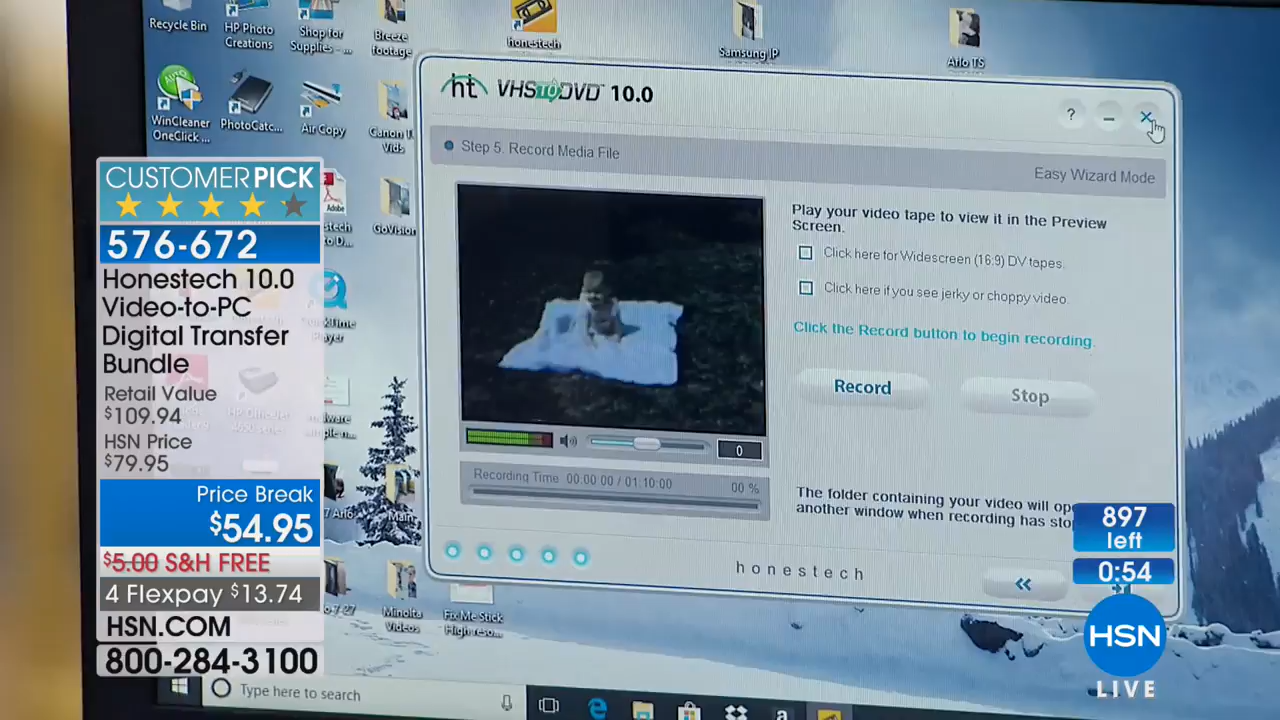 Recycle Bin
HP Photo
Creations
Shop for
Supplies - ...
Breeze
footage
honestech
Samsung IP
Arlo TS
WinCleaner
OneClick ...
PhotoCatc...
Air Copy
Canon T
Vids
GoVision
QuickTime
Player
Minolta
Videos
Fix Me Stick
High reso...
ht VHS TO DVD 10.0
?
Step 5. Record Media File
Easy Wizard Mode
Play your video tape to view it in the Preview
Screen.
Click here for Widescreen (16:9) DV tapes.
Click here if you see jerky or choppy video.
Click the Record button to begin recording.
Record
Stop
0
Recording Time 00:00:00 / 01:10:00
00 %
The folder containing your video will
another window when recording has
honestech
Type here to search
CUSTOMER PICK
576-672
Honestech 10.0
Video-to-PC
Digital Transfer
Bundle
Retail Value
$109.94
HSN Price
$79.95
Price Break
$54.95
$5.00 S&H FREE
4 Flexpay $13.74
HSN.COM
800-284-3100
897
left
0:54
HSN
LIVE